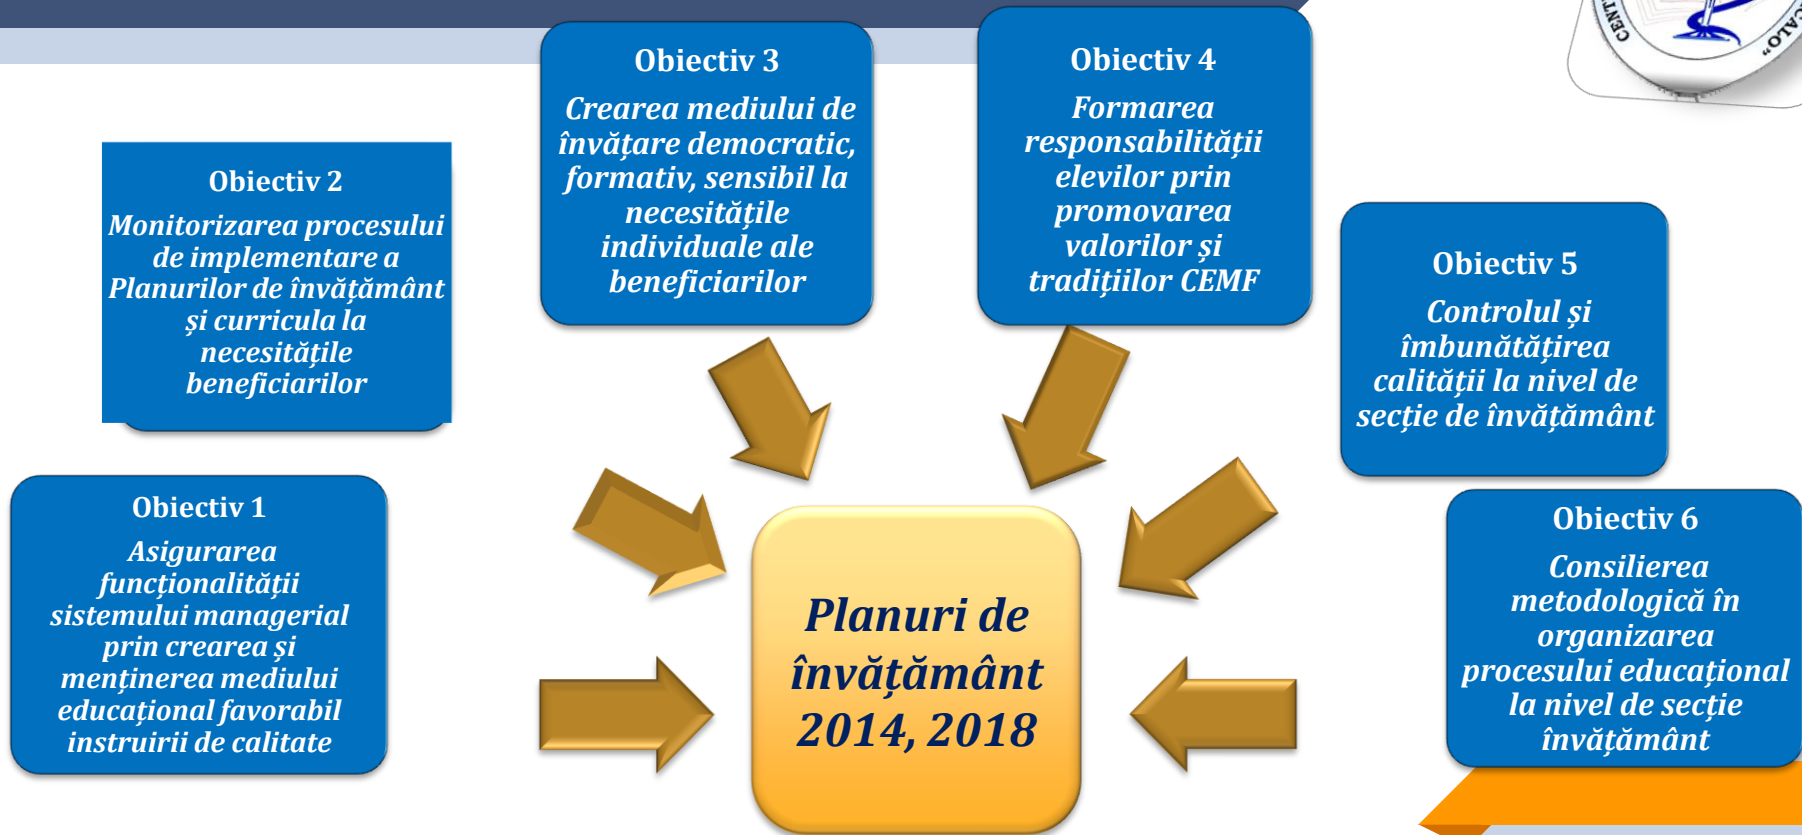 Obiectiv 1
Asigurarea
funcționalității
sistemului managerial
prin crearea și
menținerea mediului
educațional favorabil
instruirii de calitate
Obiectiv 2
Monitorizarea procesului
de implementare a
Planurilor de învățământ
și curricula la
necesitățile
beneficiarilor
Obiectiv 3
Crearea mediului de
învățare democratic,
formativ, sensibil la
necesitățile
individuale ale
beneficiarilor
Obiectiv 4
Formarea
responsabilității
elevilor prin
promovarea
valorilor și
tradițiilor CEMF
Obiectiv 5
Controlul și
îmbunătățirea
calității la nivel de
secție de învățământ
Obiectiv 6
Consilierea
metodologică în
organizarea
procesului educațional
la nivel de secție
învățământ
Planuri de
învățământ
2014, 2018